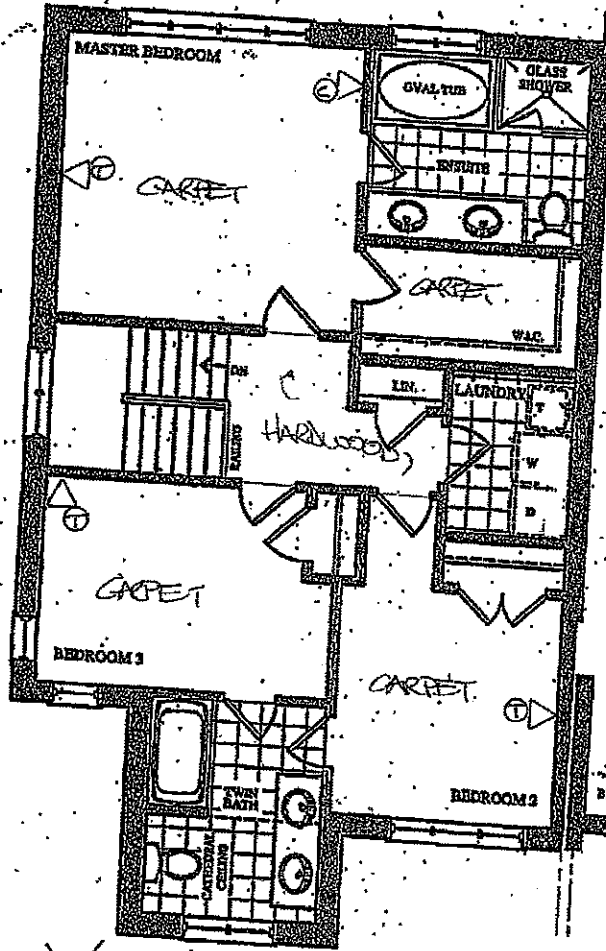 MASTER BEDROOM
OVAL TUB
GLASS
SHOWER
C
T
CARPET
ENSUITE
CARPET
W.I.C.
DN
LIN.
LAUNDRY
T
HARDWOOD
RAILING
W
D
T
CARPET
BEDROOM 3
CARPET
T
BEDROOM 2
TWIN
BATH
CATHEDRAL
CEILING